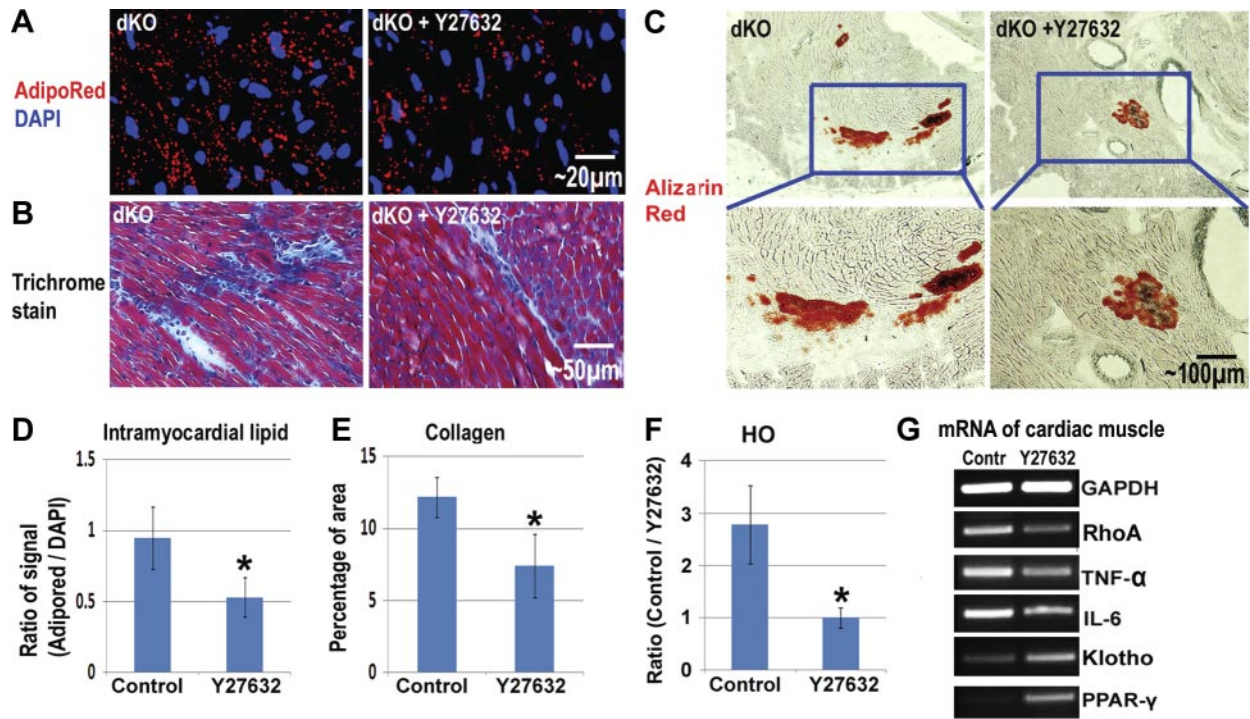 A
dKO
dKO + Y27632
AdipoRed
DAPI
~20µm
B
dKO
dKO + Y27632
Trichrome
stain
~50µm
C
dKO
dKO +Y27632
Alizarin
Red
~100µm
D
Intramyocardial lipid
Ratio of signal
(Adipored / DAPI)
1.5
1
0.5
0
*
Control
Y27632
E
Collagen
Percentage of area
15
10
5
0
*
Control
Y27632
F
HO
Ratio (Control / Y27632)
4
3
2
1
0
*
Control
Y27632
G
mRNA of cardiac muscle
Contr Y27632
GAPDH
RhoA
TNF-α
IL-6
Klotho
PPAR-γ